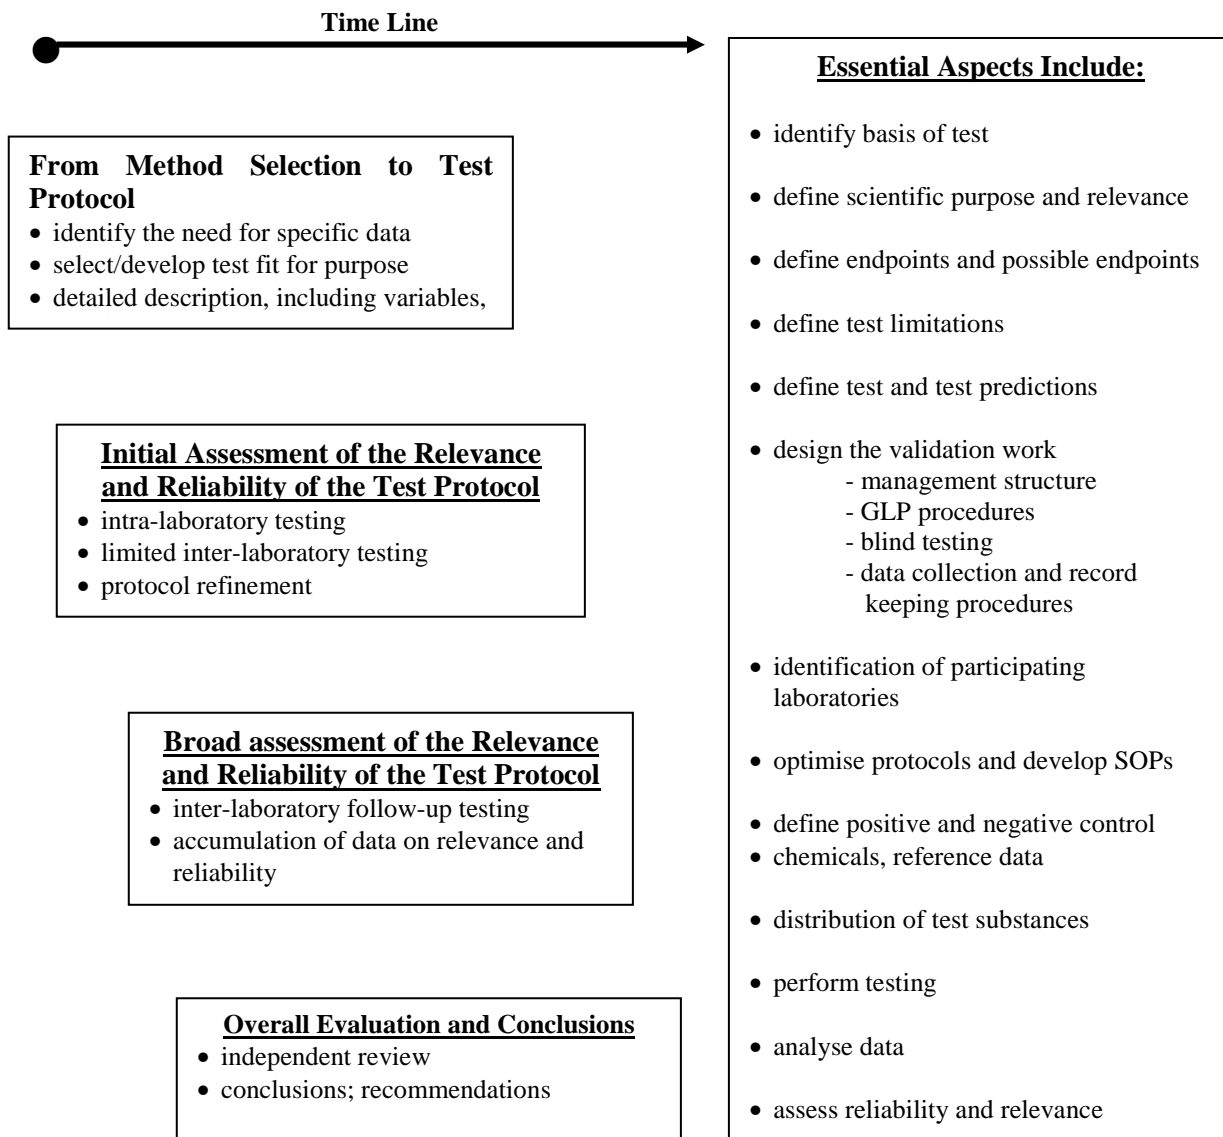 Time Line
From Method Selection to Test
Protocol
• identify the need for specific data
• select/develop test fit for purpose
• detailed description, including variables,
Initial Assessment of the Relevance
and Reliability of the Test Protocol
• intra-laboratory testing
• limited inter-laboratory testing
• protocol refinement
Broad assessment of the Relevance
and Reliability of the Test Protocol
• inter-laboratory follow-up testing
• accumulation of data on relevance and
reliability
Overall Evaluation and Conclusions
• independent review
• conclusions; recommendations
Essential Aspects Include:
• identify basis of test
• define scientific purpose and relevance
• define endpoints and possible endpoints
• define test limitations
• define test and test predictions
• design the validation work
- management structure
- GLP procedures
- blind testing
- data collection and record
keeping procedures
• identification of participating
laboratories
• optimise protocols and develop SOPs
• define positive and negative control
• chemicals, reference data
• distribution of test substances
• perform testing
• analyse data
• assess reliability and relevance